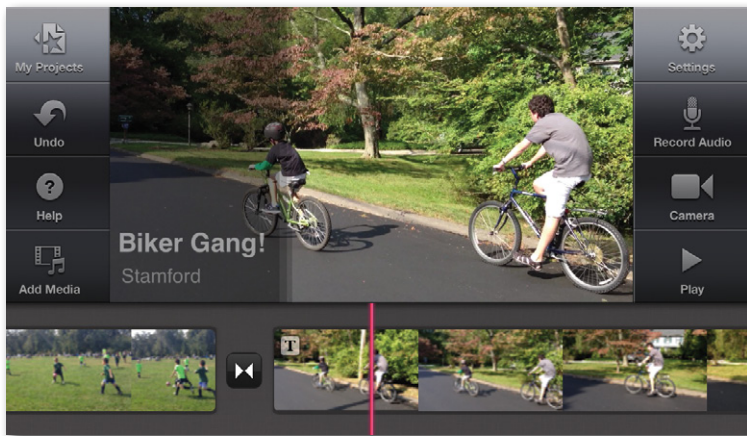 My Projects
Undo
?
Help
Add Media
Biker Gang!
Stamford
Settings
Record Audio
Camera
Play
T